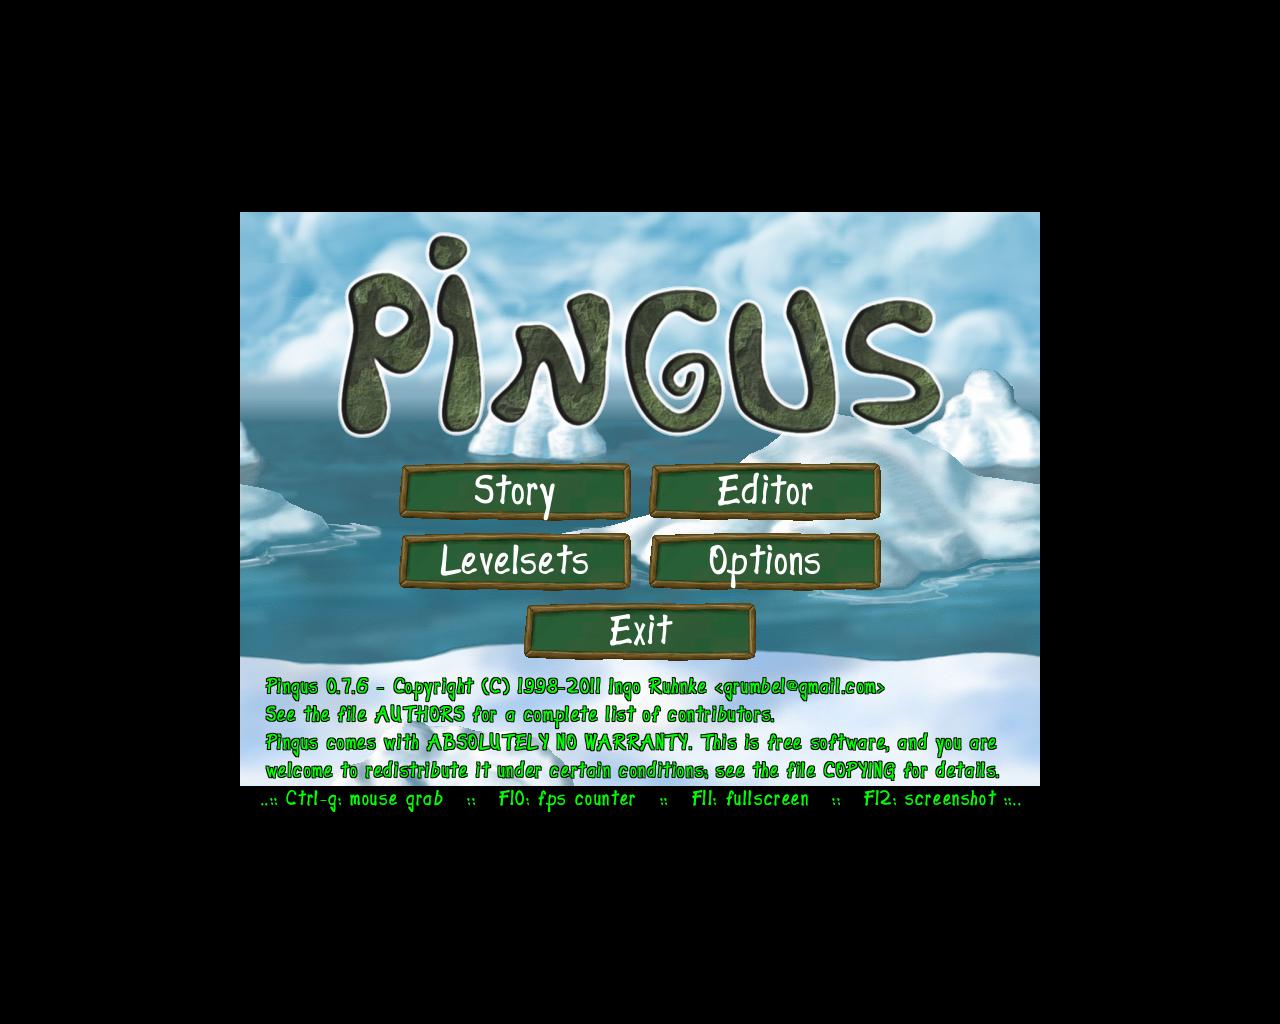 PiNGUS
Story
Editor
Levelsets
Options
Exit
Pingus 0.7.6 - Copyright (C) 1998-2011 Ingo Ruhnke <grumbel@gmail.com>
See the file AUTHORS for a complete list of contributors.
Pingus comes with ABSOLUTELY NO WARRANTY. This is free software, and you are
welcome to redistribute it under certain conditions; see the file COPYING for details.
..:: Ctrl-g: mouse grab :: F10: fps counter :: F11: fullscreen :: F12: screenshot ::..